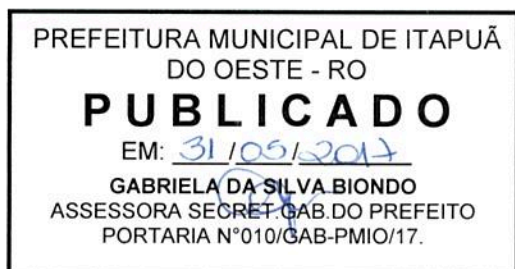 PREFEITURA MUNICIPAL DE ITAPUÃ
DO OESTE - RO
PUBLICADO
EM: 31/05/2017
GABRIELA DA SILVA BIONDO
ASSESSORA SECRET.GAB.DO PREFEITO
PORTARIA N°010/GAB-PMIO/17.